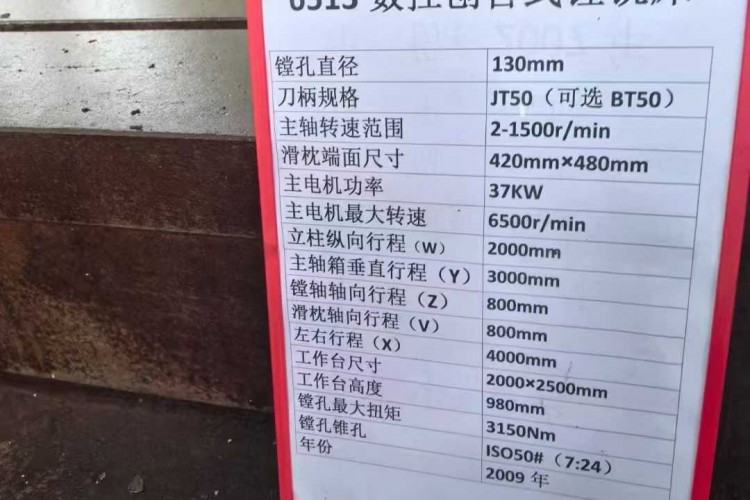 6513 数控刨台式镗铣床
镗孔直径 130mm
刀柄规格 JT50（可选 BT50）
主轴转速范围 2-1500r/min
滑枕端面尺寸 420mm×480mm
主电机功率 37KW
主电机最大转速 6500r/min
立柱纵向行程（W） 2000mm
主轴箱垂直行程（Y） 3000mm
镗轴轴向行程（Z） 800mm
滑枕轴向行程（V） 800mm
左右行程（X） 4000mm
工作台尺寸 2000×2500mm
工作台高度 980mm
镗孔最大扭矩 3150Nm
镗孔锥孔 ISO50#（7:24）
年份 2009 年